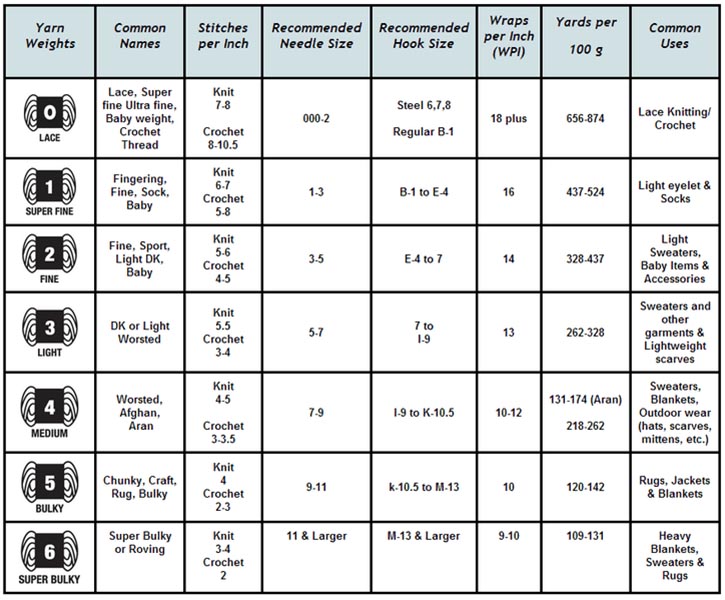 Yarn
Weights
Common
Names
Stitches
per Inch
Recommended
Needle Size
Recommended
Hook Size
Wraps
per Inch
(WPI)
Yards per
100 g
Common
Uses
0
LACE
Lace, Super
fine Ultra fine,
Baby weight,
Crochet
Thread
Knit
7-8
Crochet
8-10.5
000-2
Steel 6,7,8
Regular B-1
18 plus
656-874
Lace Knitting/
Crochet
1
SUPER FINE
Fingering,
Fine, Sock,
Baby
Knit
6-7
Crochet
5-8
1-3
B-1 to E-4
16
437-524
Light eyelet &
Socks
2
FINE
Fine, Sport,
Light DK,
Baby
Knit
5-6
Crochet
4-5
3-5
E-4 to 7
14
328-437
Light
Sweaters,
Baby Items &
Accessories
3
LIGHT
DK or Light
Worsted
Knit
5.5
Crochet
3-4
5-7
7 to
I-9
13
262-328
Sweaters and
other
garments &
Lightweight
scarves
4
MEDIUM
Worsted,
Afghan,
Aran
Knit
4-5
Crochet
3-3.5
7-9
I-9 to K-10.5
10-12
131-174 (Aran)
218-262
Sweaters,
Blankets,
Outdoor wear
(hats, scarves,
mittens, etc.)
5
BULKY
Chunky, Craft,
Rug, Bulky
Knit
4
Crochet
2-3
9-11
k-10.5 to M-13
10
120-142
Rugs, Jackets
& Blankets
6
SUPER BULKY
Super Bulky
or Roving
Knit
3-4
Crochet
2
11 & Larger
M-13 & Larger
9-10
109-131
Heavy
Blankets,
Sweaters &
Rugs